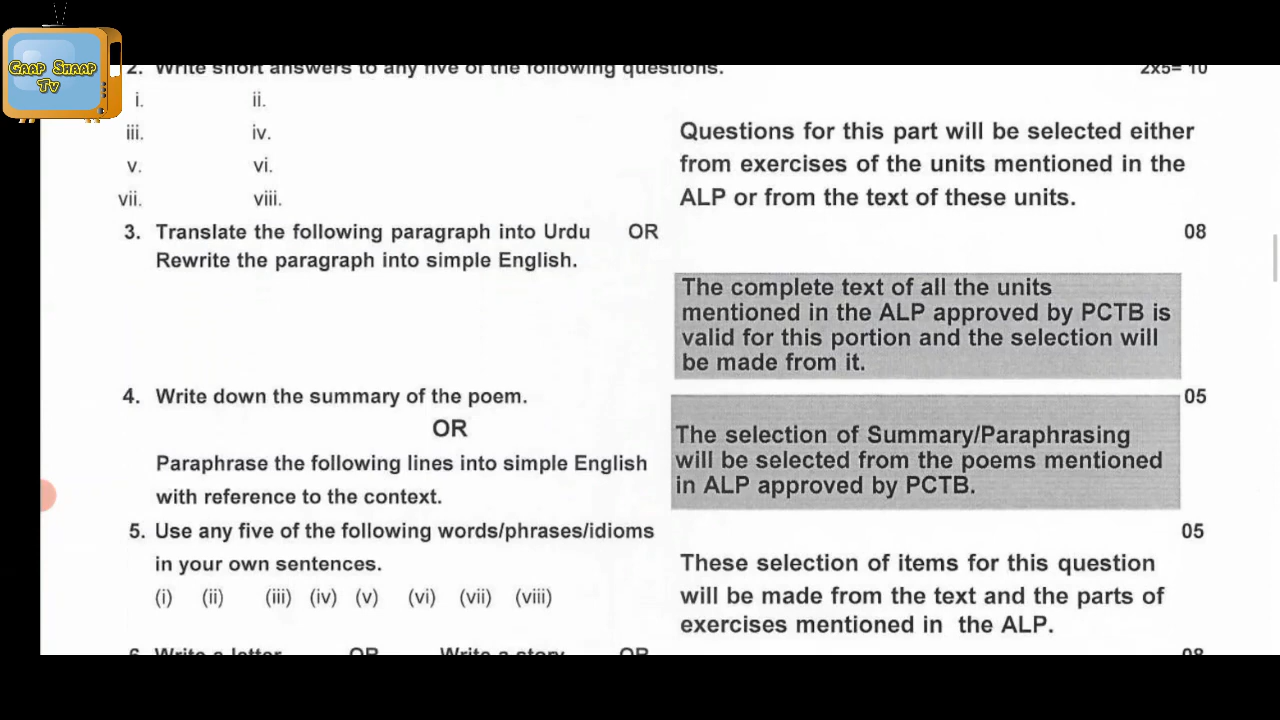 Gaap Shaap
Tv
2. Write short answers to any five of the following questions. 2x5= 10
i. ii.
iii. iv.
v. vi.
vii. viii.
Questions for this part will be selected either
from exercises of the units mentioned in the
ALP or from the text of these units.
3. Translate the following paragraph into Urdu OR 08
Rewrite the paragraph into simple English.
The complete text of all the units
mentioned in the ALP approved by PCTB is
valid for this portion and the selection will
be made from it.
4. Write down the summary of the poem. 05
OR
Paraphrase the following lines into simple English
with reference to the context.
The selection of Summary/Paraphrasing
will be selected from the poems mentioned
in ALP approved by PCTB.
5. Use any five of the following words/phrases/idioms 05
in your own sentences.
(i) (ii) (iii) (iv) (v) (vi) (vii) (viii)
These selection of items for this question
will be made from the text and the parts of
exercises mentioned in the ALP.
6. Write a letter OR Write a story OR 08